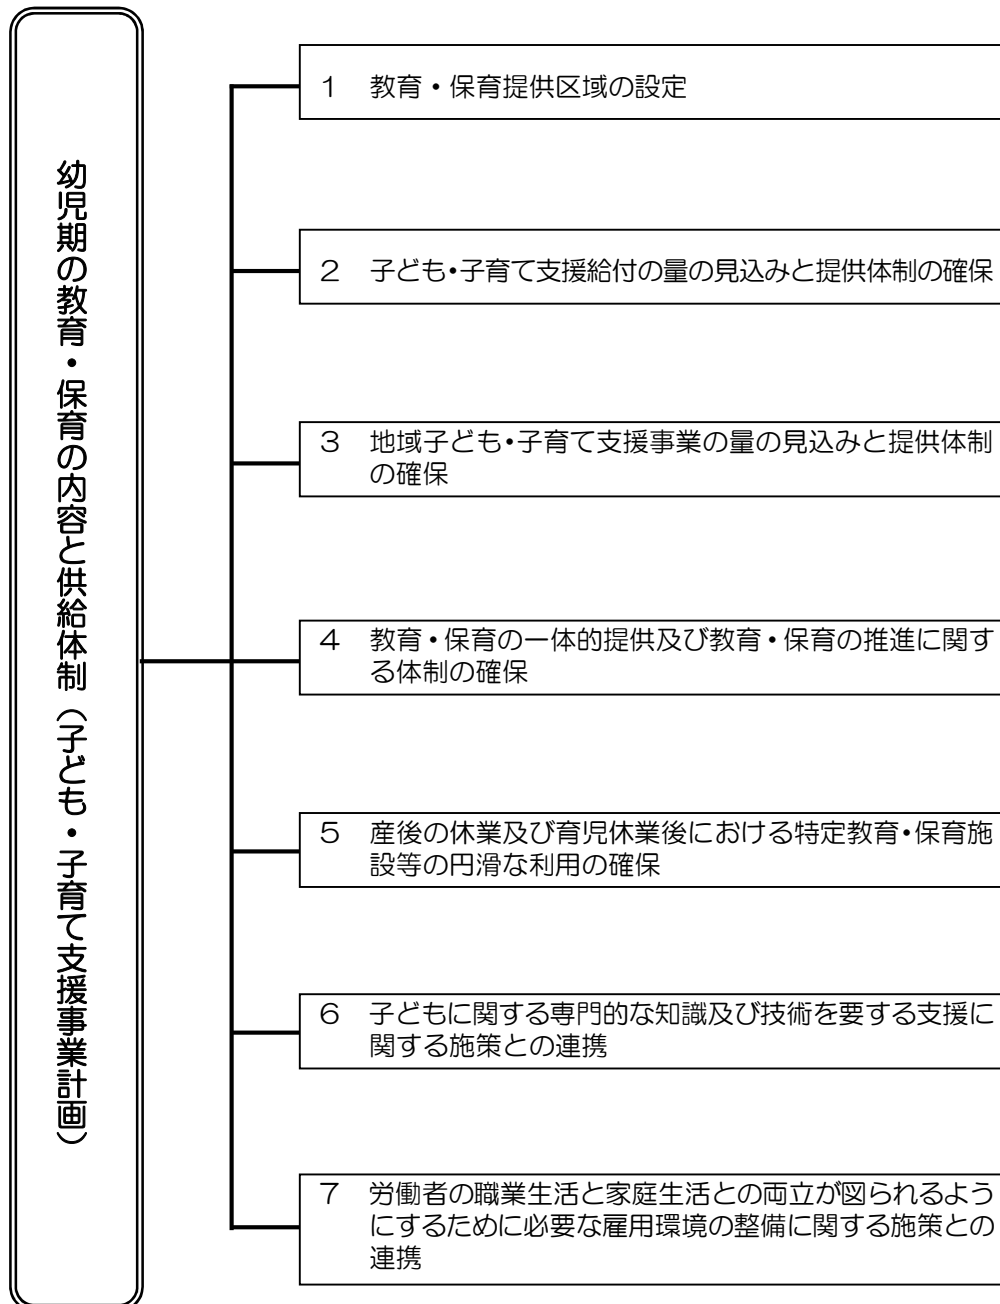 幼児期の教育・保育の内容と供給体制（子ども・子育て支援事業計画）
１　教育・保育提供区域の設定
２　子ども・子育て支援給付の量の見込みと提供体制の確保
３　地域子ども・子育て支援事業の量の見込みと提供体制
の確保
４　教育・保育の一体的提供及び教育・保育の推進に関す
る体制の確保
５　産後の休業及び育児休業後における特定教育・保育施
設等の円滑な利用の確保
６　子どもに関する専門的な知識及び技術を要する支援に
関する施策との連携
７　労働者の職業生活と家庭生活との両立が図られるよう
にするために必要な雇用環境の整備に関する施策との
連携